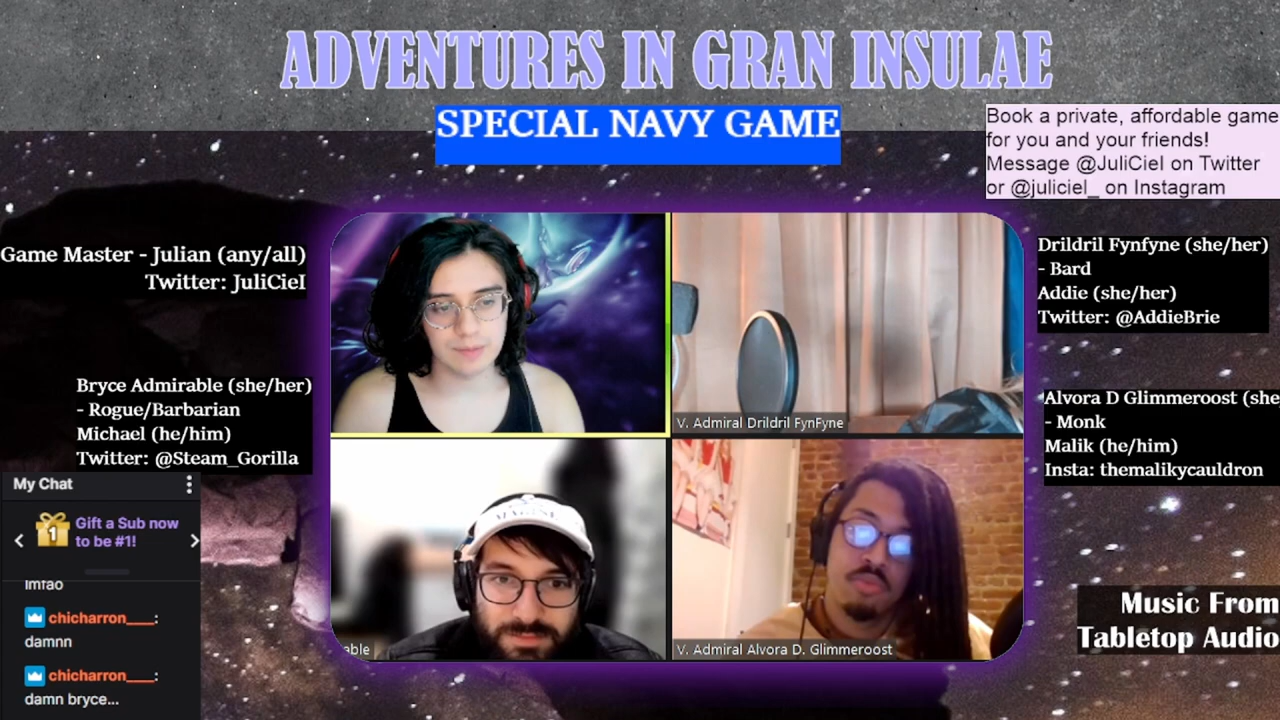 ADVENTURES IN GRAN INSULAE
SPECIAL NAVY GAME
Book a private, affordable game
for you and your friends!
Message @JuliCiel on Twitter
or @juliciel_ on Instagram
Game Master - Julian (any/all)
Twitter: JuliCiel
Bryce Admirable (she/her)
- Rogue/Barbarian
Michael (he/him)
Twitter: @Steam_Gorilla
Drildril Fynfyne (she/her)
- Bard
Addie (she/her)
Twitter: @AddieBrie
Alvora D Glimmeroost (she
- Monk
Malik (he/him)
Insta: themalikycauldron
V. Admiral Drildril FynFyne
able
V. Admiral Alvora D. Glimmeroost
My Chat
1
Gift a Sub now
to be #1!
lmfao
chicharron____:
damnn
chicharron____:
damn bryce...
Music From
Tabletop Audio